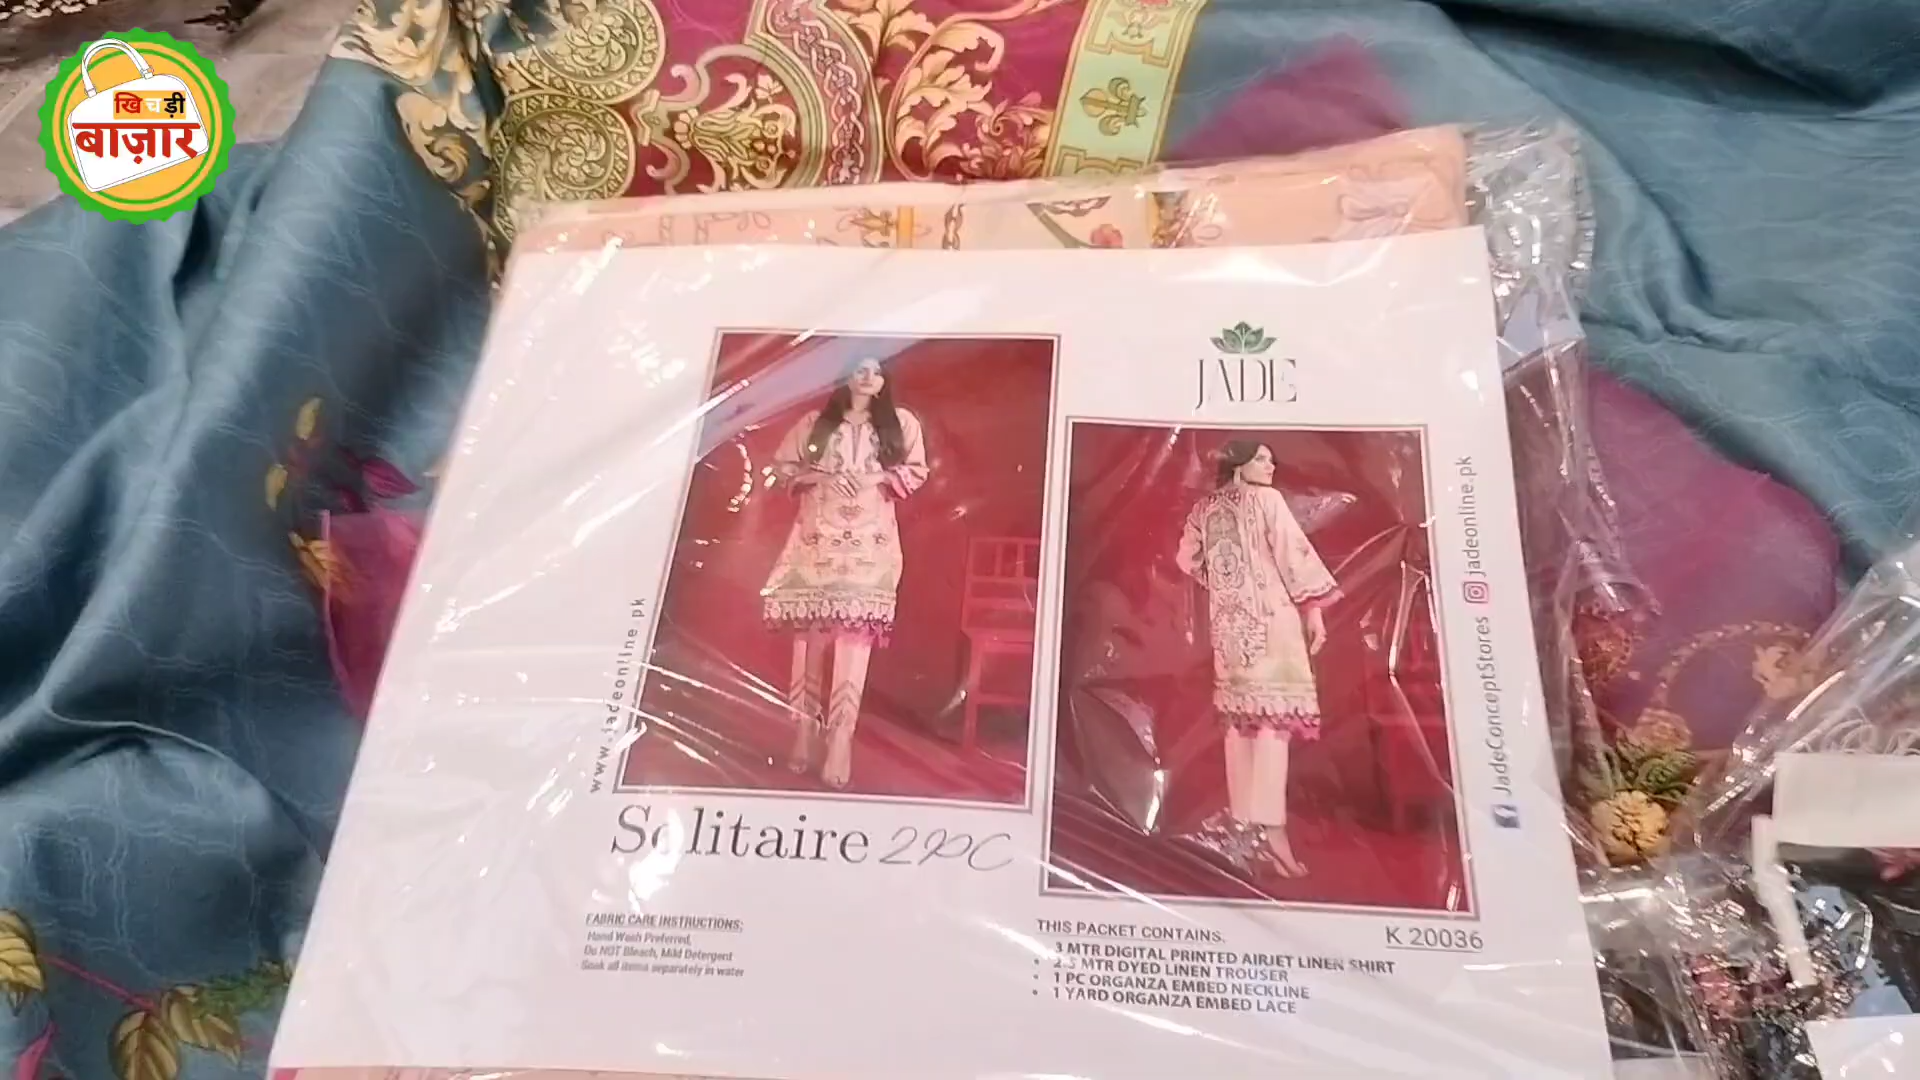 खिचड़ी
बाज़ार
JADE
www.jadeonline.pk
jadeonline.pk
JadeConceptStores
Solitaire 2PC
K 20036
FABRIC CARE INSTRUCTIONS:
Hand Wash Preferred,
Do NOT Bleach, Mild Detergent
Soak all items separately in water
THIS PACKET CONTAINS.
3 MTR DIGITAL PRINTED AIRJET LINEN SHIRT
2.5 MTR DYED LINEN TROUSER
1 PC ORGANZA EMBED NECKLINE
1 YARD ORGANZA EMBED LACE